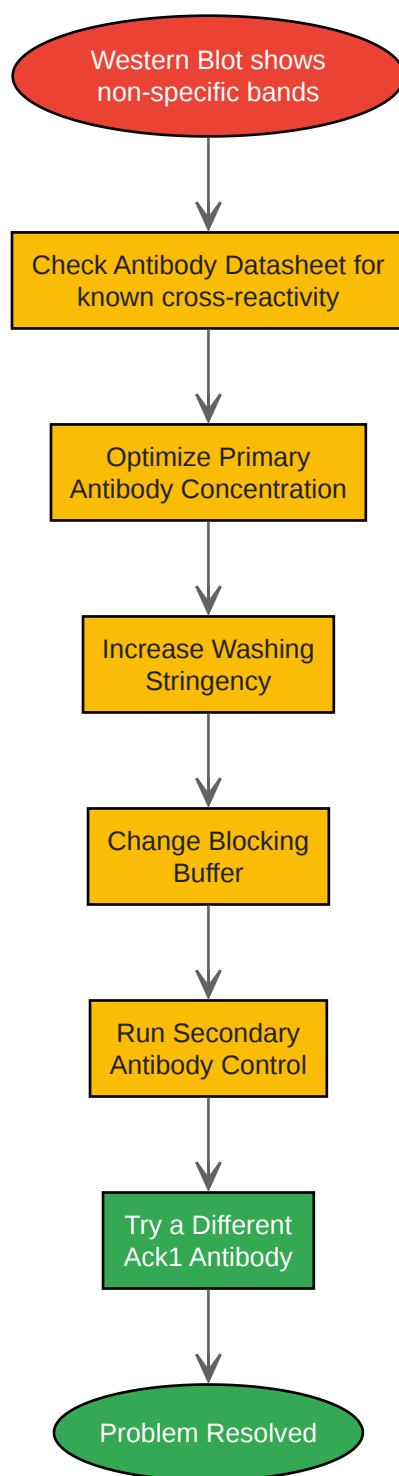 Western Blot shows
non-specific bands
Check Antibody Datasheet for
known cross-reactivity
Optimize Primary
Antibody Concentration
Increase Washing
Stringency
Change Blocking
Buffer
Run Secondary
Antibody Control
Try a Different
Ack1 Antibody
Problem Resolved